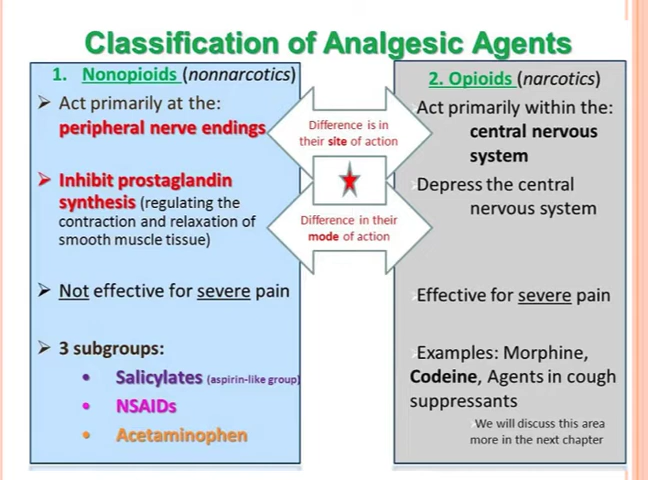 Classification of Analgesic Agents
1. Nonopioids (nonnarcotics)
Act primarily at the:
peripheral nerve endings
Inhibit prostaglandin
synthesis (regulating the
contraction and relaxation of
smooth muscle tissue)
Not effective for severe pain
3 subgroups:
• Salicylates (aspirin-like group)
• NSAIDs
• Acetaminophen
Difference is in
their site of action
Difference in their
mode of action
2. Opioids (narcotics)
Act primarily within the:
central nervous
system
Depress the central
nervous system
Effective for severe pain
Examples: Morphine,
Codeine, Agents in cough
suppressants
We will discuss this area
more in the next chapter